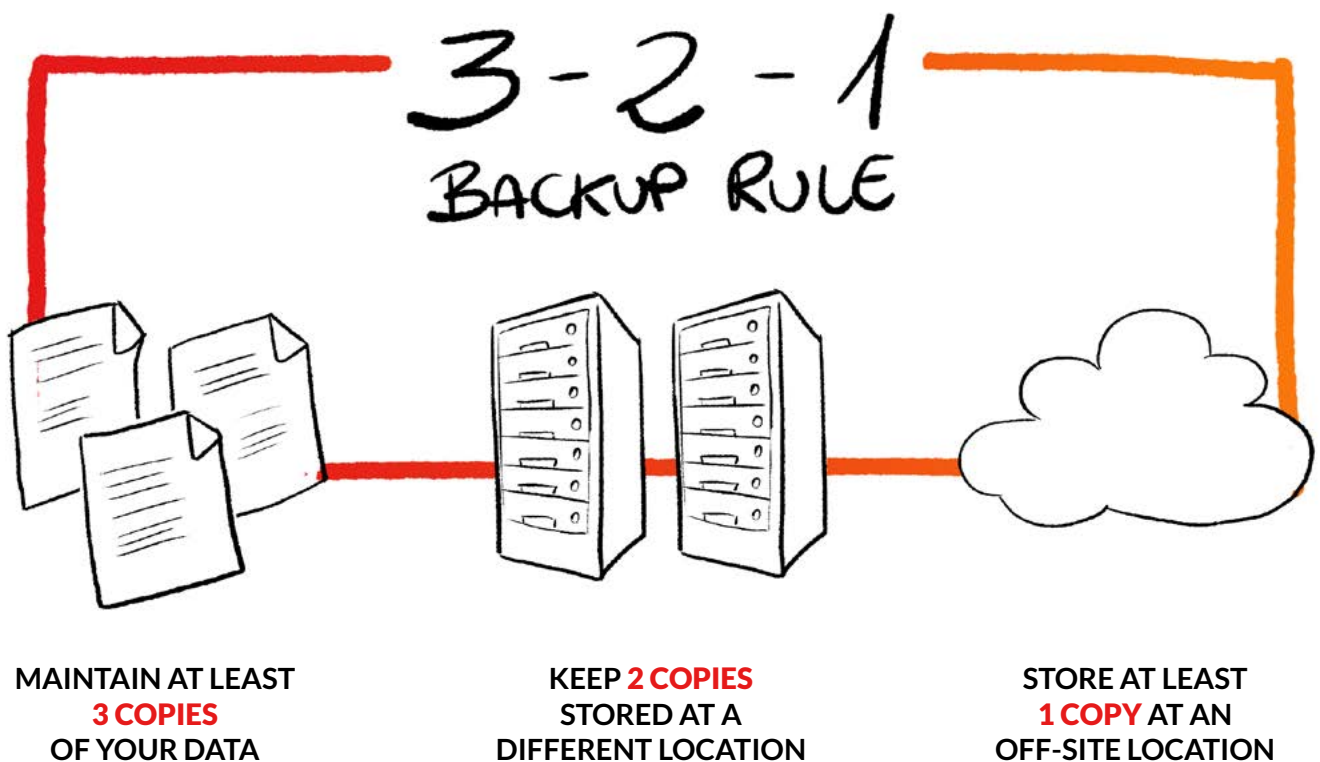 3-2-1
BACKUP RULE
MAINTAIN AT LEAST
3 COPIES
OF YOUR DATA
KEEP 2 COPIES
STORED AT A
DIFFERENT LOCATION
STORE AT LEAST
1 COPY AT AN
OFF-SITE LOCATION